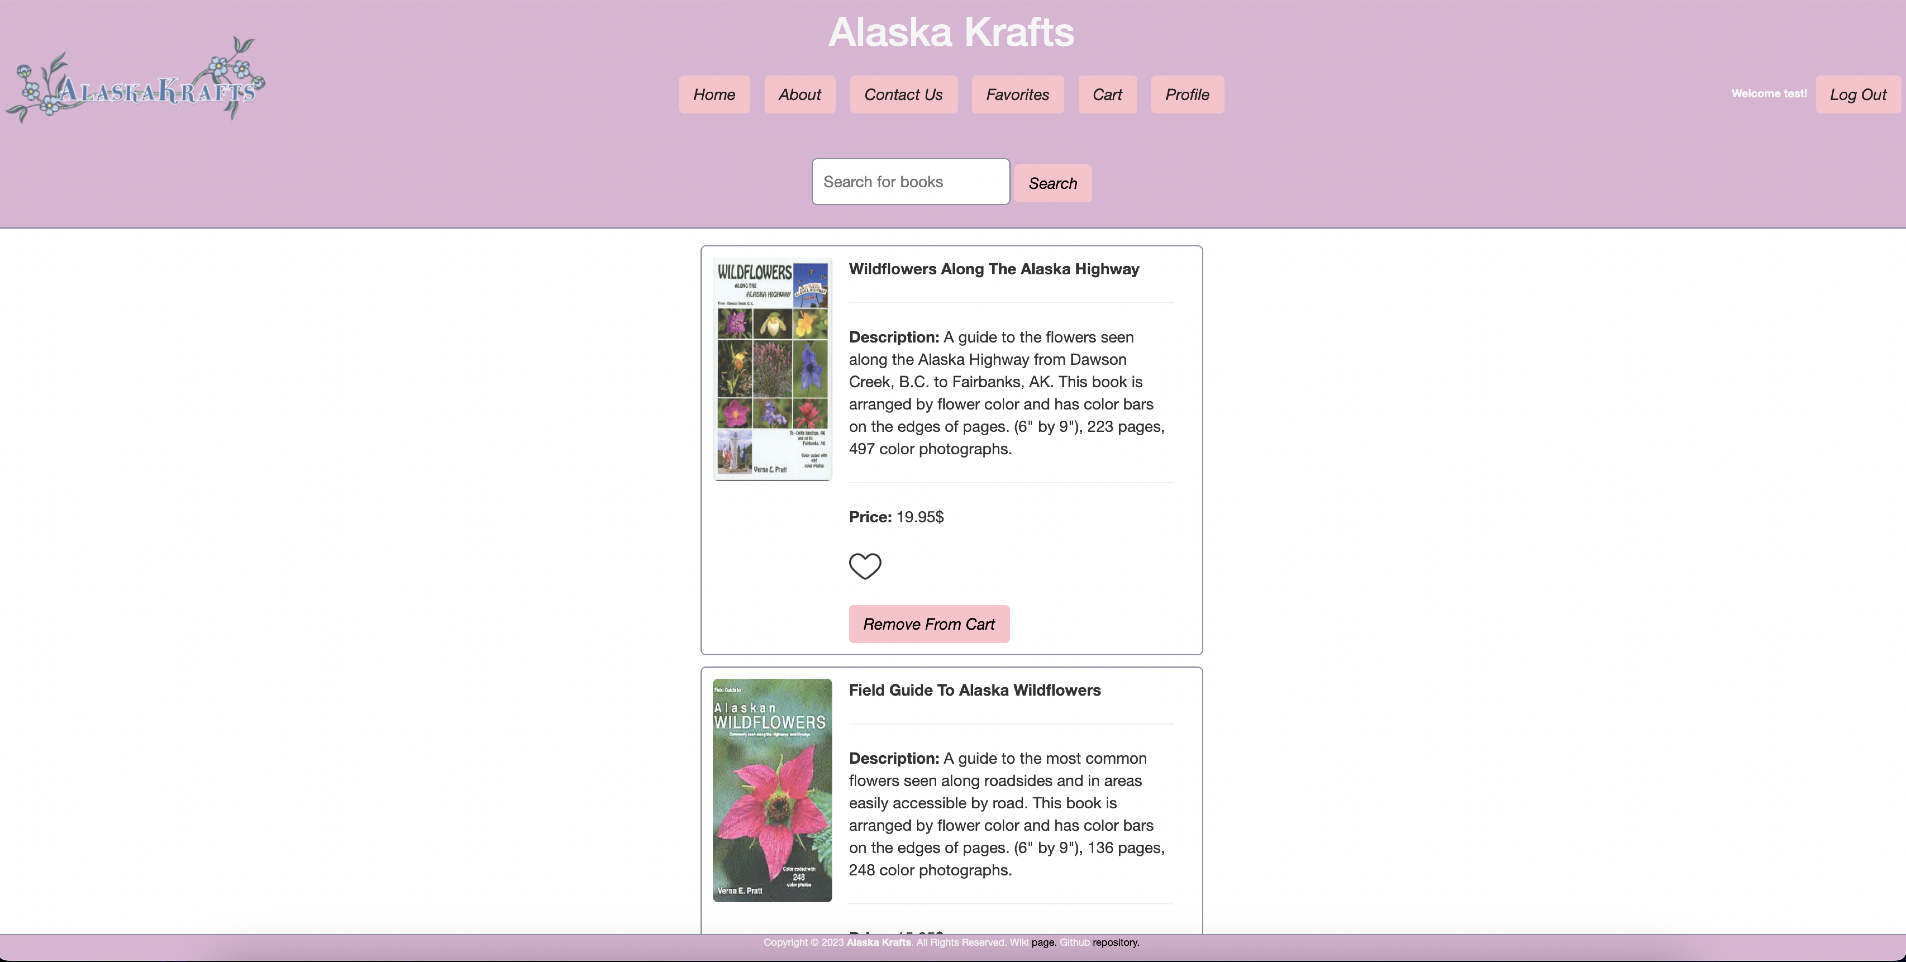 Alaska Krafts
ALASKAKRAFTS
Home About Contact Us Favorites Cart Profile
Welcome test! Log Out
Search for books Search
WILDFLOWERS
ALONG THE
ALASKA HIGHWAY
Verna E. Pratt
Wildflowers Along The Alaska Highway
Description: A guide to the flowers seen
along the Alaska Highway from Dawson
Creek, B.C. to Fairbanks, AK. This book is
arranged by flower color and has color bars
on the edges of pages. (6" by 9"), 223 pages,
497 color photographs.
Price: 19.95$
Remove From Cart
Field Guide to
Alaskan
WILDFLOWERS
Color coded with
248
color photos
Verna E. Pratt
Field Guide To Alaska Wildflowers
Description: A guide to the most common
flowers seen along roadsides and in areas
easily accessible by road. This book is
arranged by flower color and has color bars
on the edges of pages. (6" by 9"), 136 pages,
248 color photographs.
Copyright © 2023 Alaska Krafts. All Rights Reserved. Wiki page. Github repository.